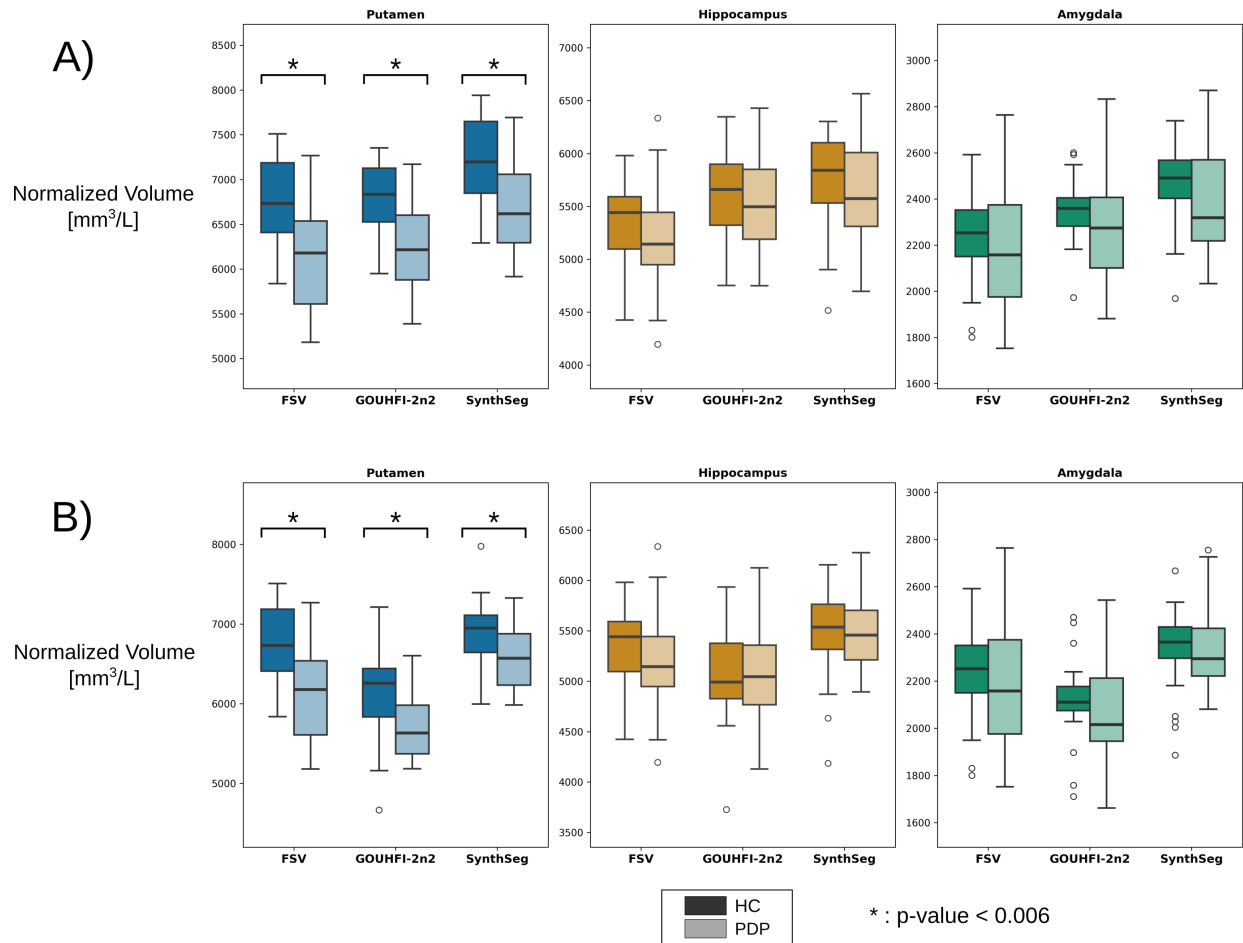 A)
Normalized Volume
[mm³/L]
Putamen
8500
8000
7500
7000
6500
6000
5500
5000
* * *
FSV GOUHFI-2n2 SynthSeg
Hippocampus
7000
6500
6000
5500
5000
4500
4000
FSV GOUHFI-2n2 SynthSeg
Amygdala
3000
2800
2600
2400
2200
2000
1800
1600
FSV GOUHFI-2n2 SynthSeg
B)
Normalized Volume
[mm³/L]
Putamen
8000
7000
6000
5000
* * *
FSV GOUHFI-2n2 SynthSeg
Hippocampus
6500
6000
5500
5000
4500
4000
3500
FSV GOUHFI-2n2 SynthSeg
Amygdala
3000
2800
2600
2400
2200
2000
1800
1600
FSV GOUHFI-2n2 SynthSeg
HC
PDP
* : p-value < 0.006